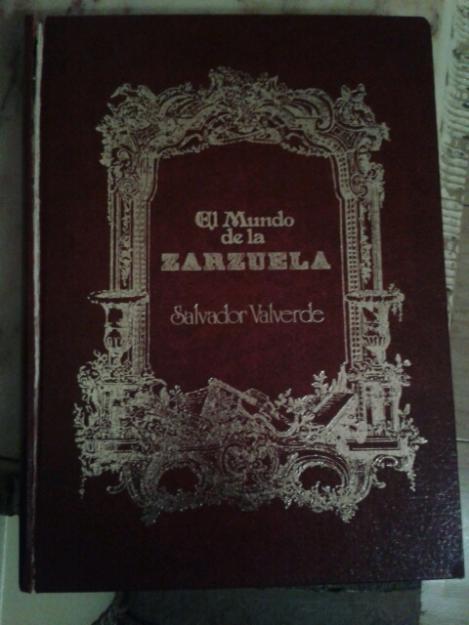 El Mundo
de la
ZARZUELA
Salvador Valverde